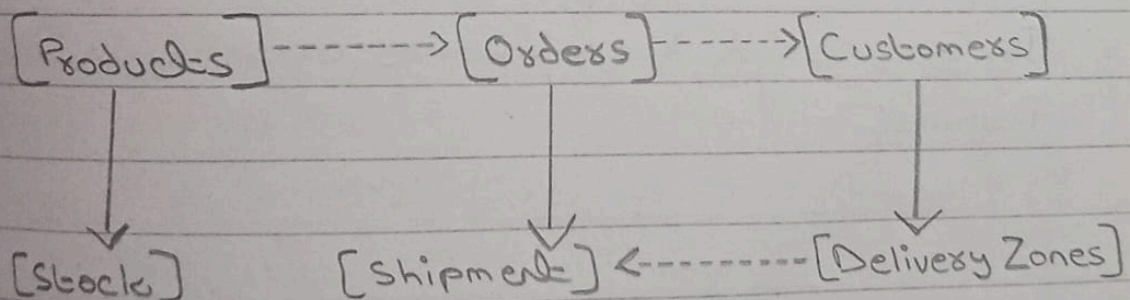 [Products] -------> [Orders] ------> [Customers]
[Stock] [Shipment] <--------- [Delivery Zones]